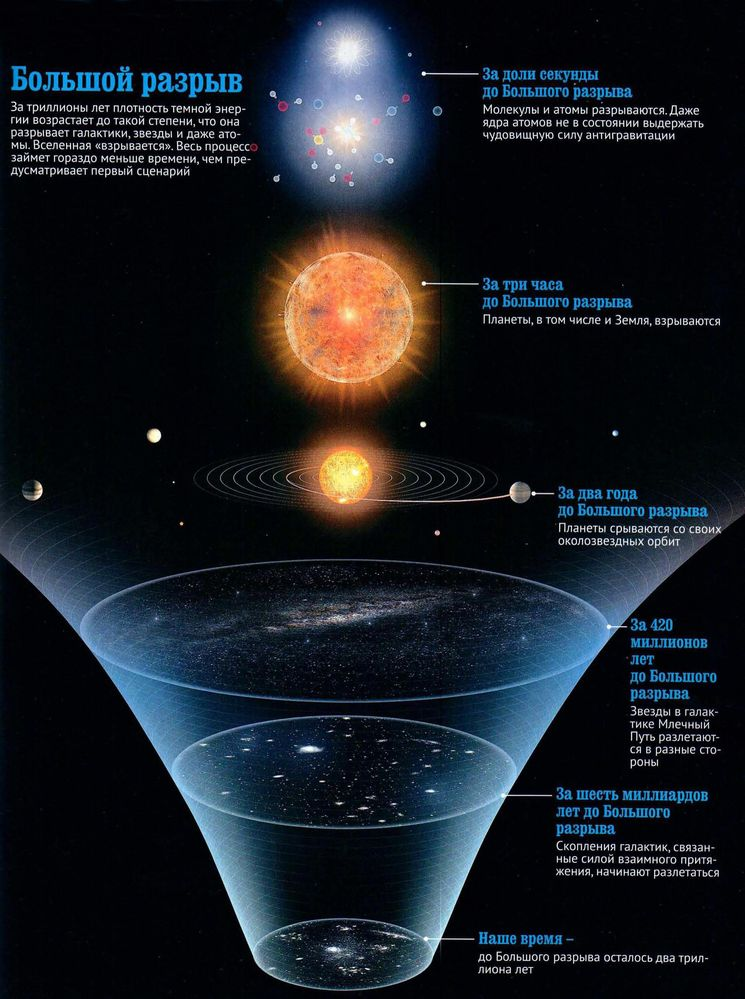 Большой разрыв
За триллионы лет плотность темной энер-
гии возрастает до такой степени, что она
разрывает галактики, звезды и даже ато-
мы. Вселенная «взрывается». Весь процесс
займет гораздо меньше времени, чем пре-
дусматривает первый сценарий
За доли секунды
до Большого разрыва
Молекулы и атомы разрываются. Даже
ядра атомов не в состоянии выдержать
чудовищную силу антигравитации
За три часа
до Большого разрыва
Планеты, в том числе и Земля, взрываются
За два года
до Большого разрыва
Планеты срываются со своих
околозвездных орбит
За 420
миллионов
лет
до Большого
разрыва
Звезды в галак-
тике Млечный
Путь разлетают-
ся в разные сто-
роны
За шесть миллиардов
лет до Большого
разрыва
Скопления галактик, связан-
ные силой взаимного притя-
жения, начинают разлетаться
Наше время –
до Большого разрыва осталось два трил-
лиона лет